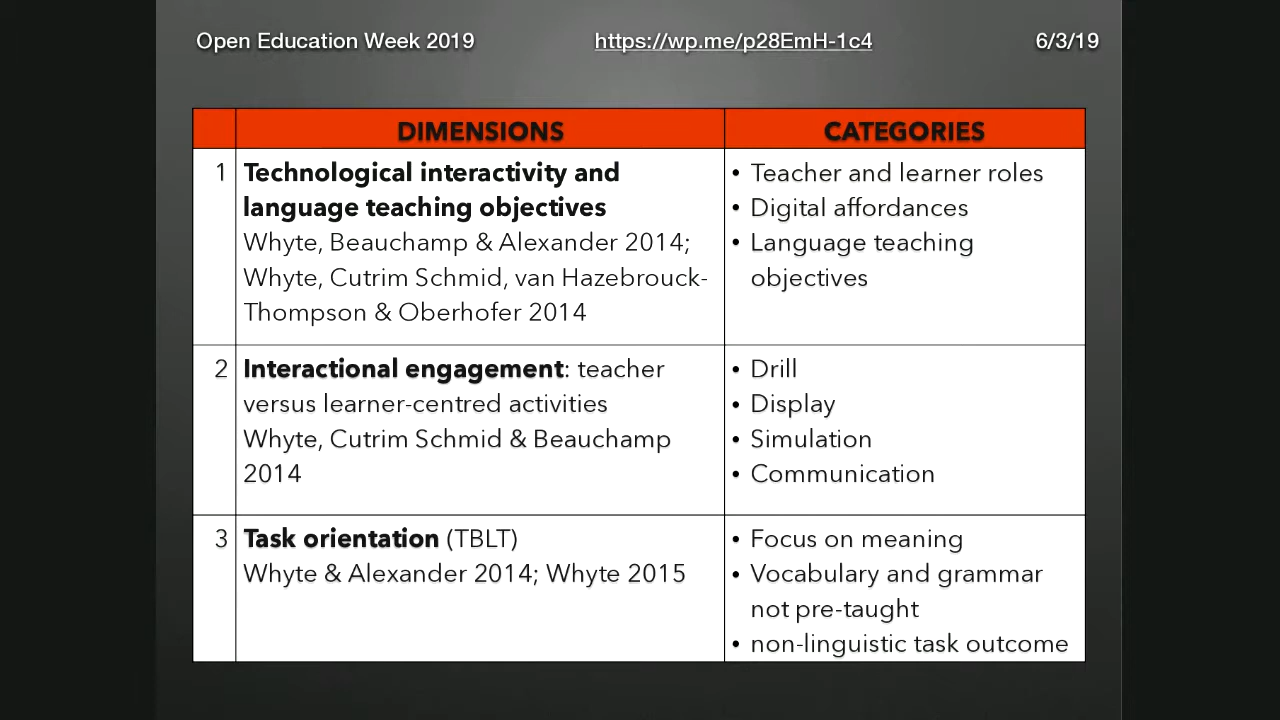 Open Education Week 2019 https://wp.me/p28EmH-1c4 6/3/19
DIMENSIONS CATEGORIES
1 Technological interactivity and
language teaching objectives
Whyte, Beauchamp & Alexander 2014;
Whyte, Cutrim Schmid, van Hazebrouck-
Thompson & Oberhofer 2014
• Teacher and learner roles
• Digital affordances
• Language teaching
objectives
2 Interactional engagement: teacher
versus learner-centred activities
Whyte, Cutrim Schmid & Beauchamp
2014
• Drill
• Display
• Simulation
• Communication
3 Task orientation (TBLT)
Whyte & Alexander 2014; Whyte 2015
• Focus on meaning
• Vocabulary and grammar
not pre-taught
• non-linguistic task outcome